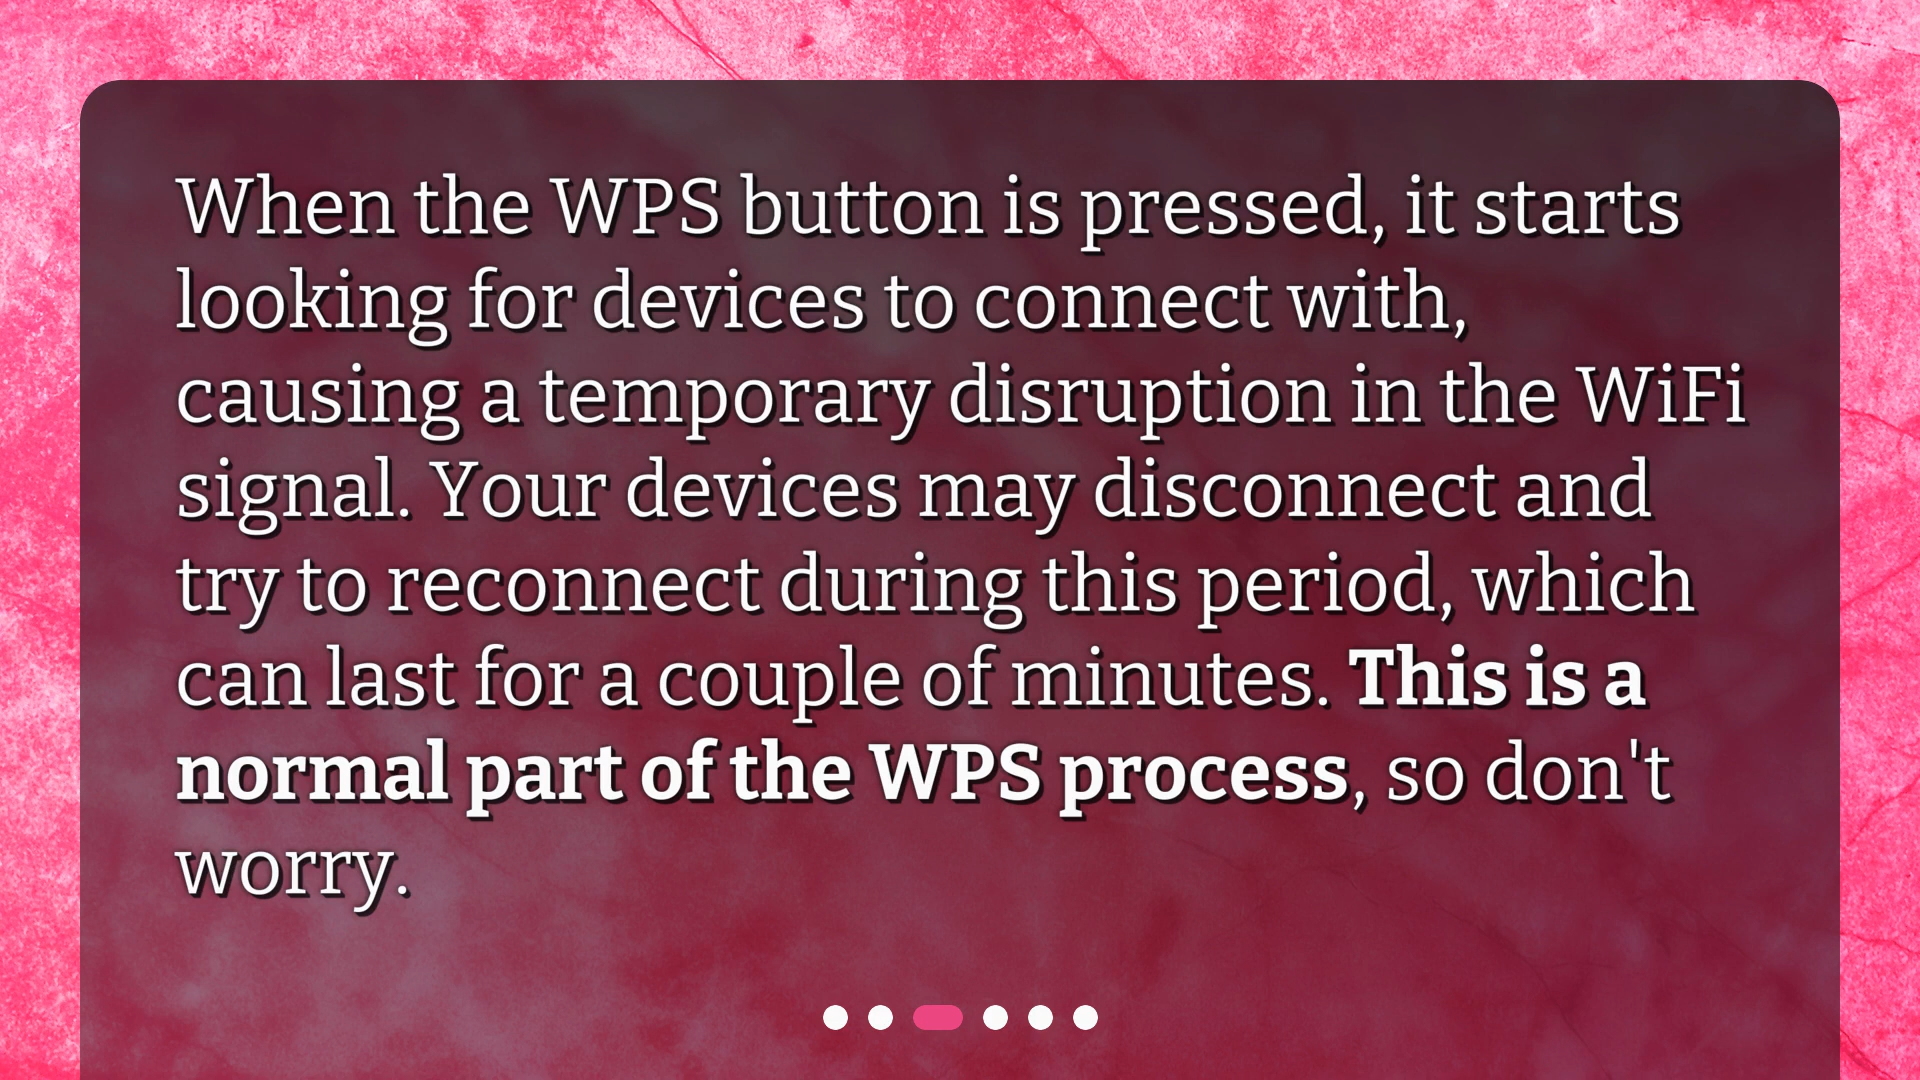 When the WPS button is pressed, it starts
looking for devices to connect with,
causing a temporary disruption in the WiFi
signal. Your devices may disconnect and
try to reconnect during this period, which
can last for a couple of minutes. This is a
normal part of the WPS process, so don't
worry.